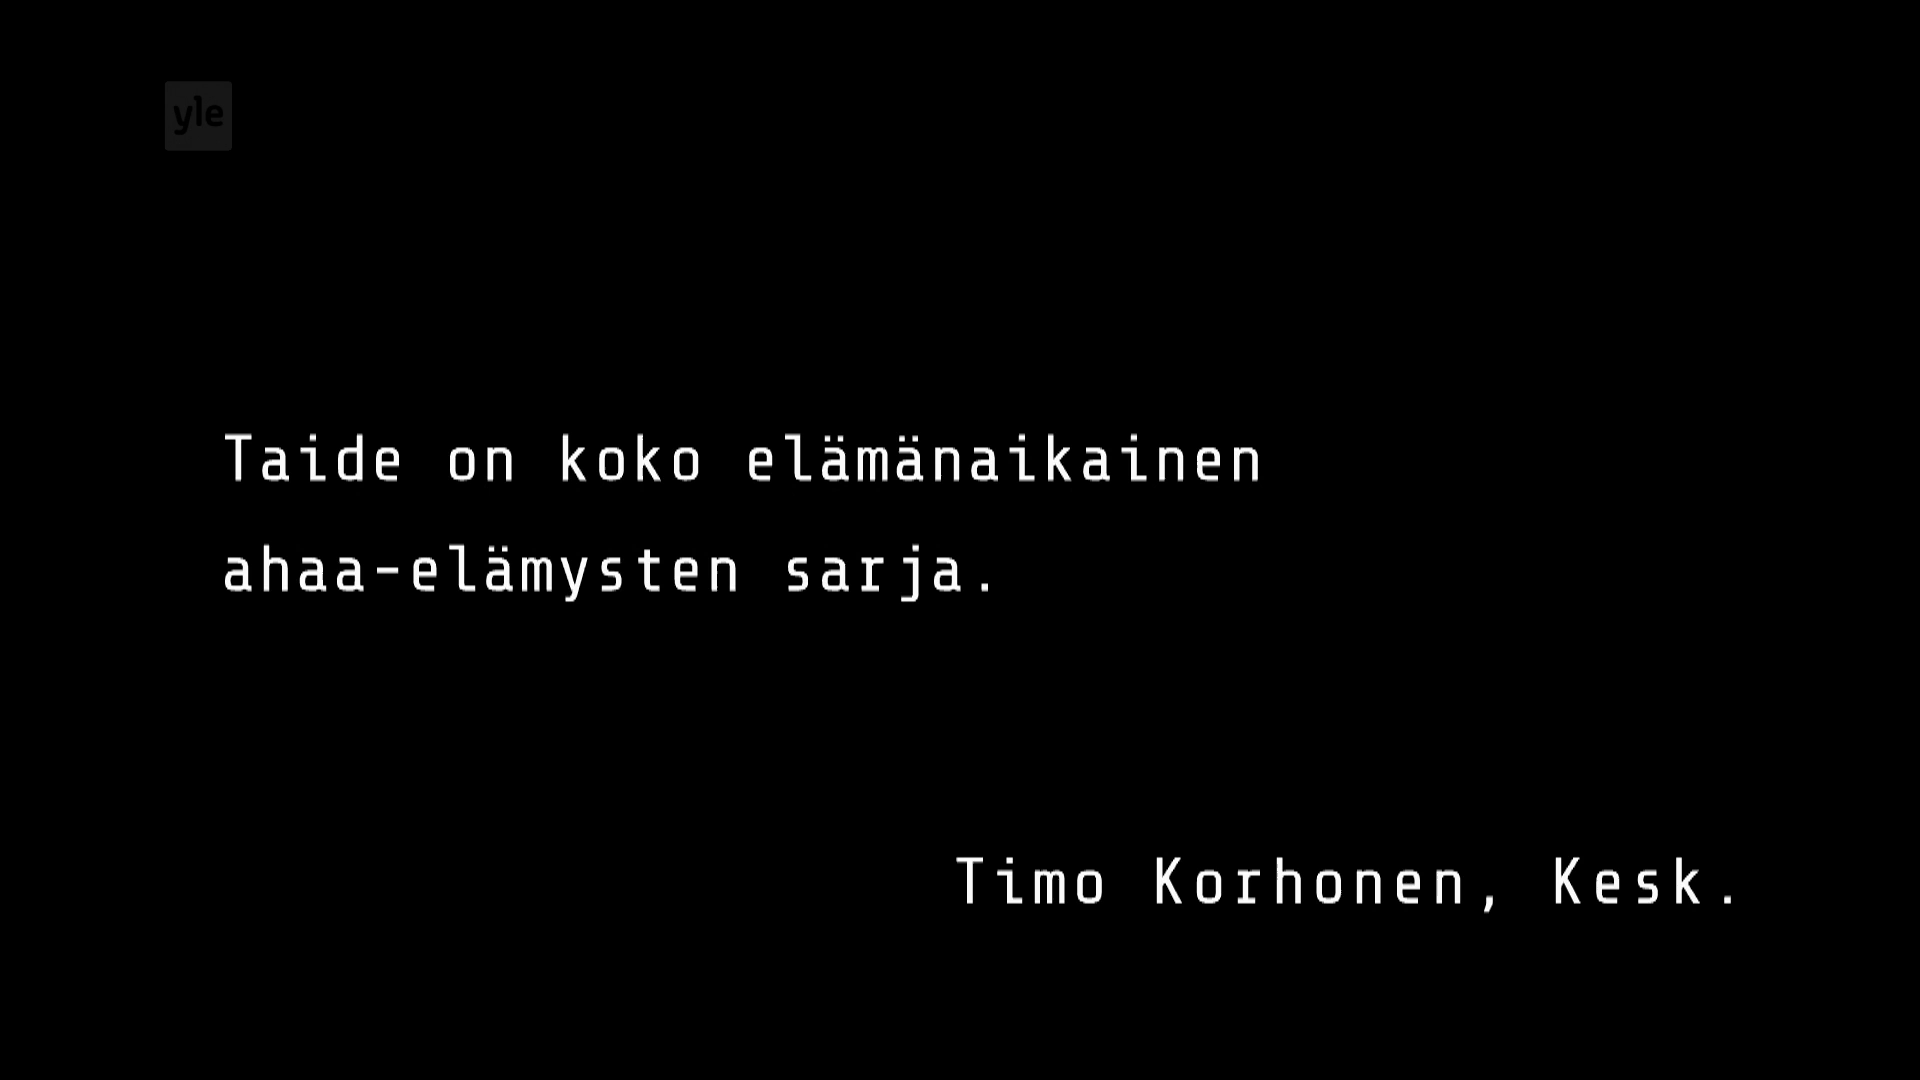 yle
Taide on koko elämänaikainen
ahaa-elämysten sarja.
Timo Korhonen, Kesk.